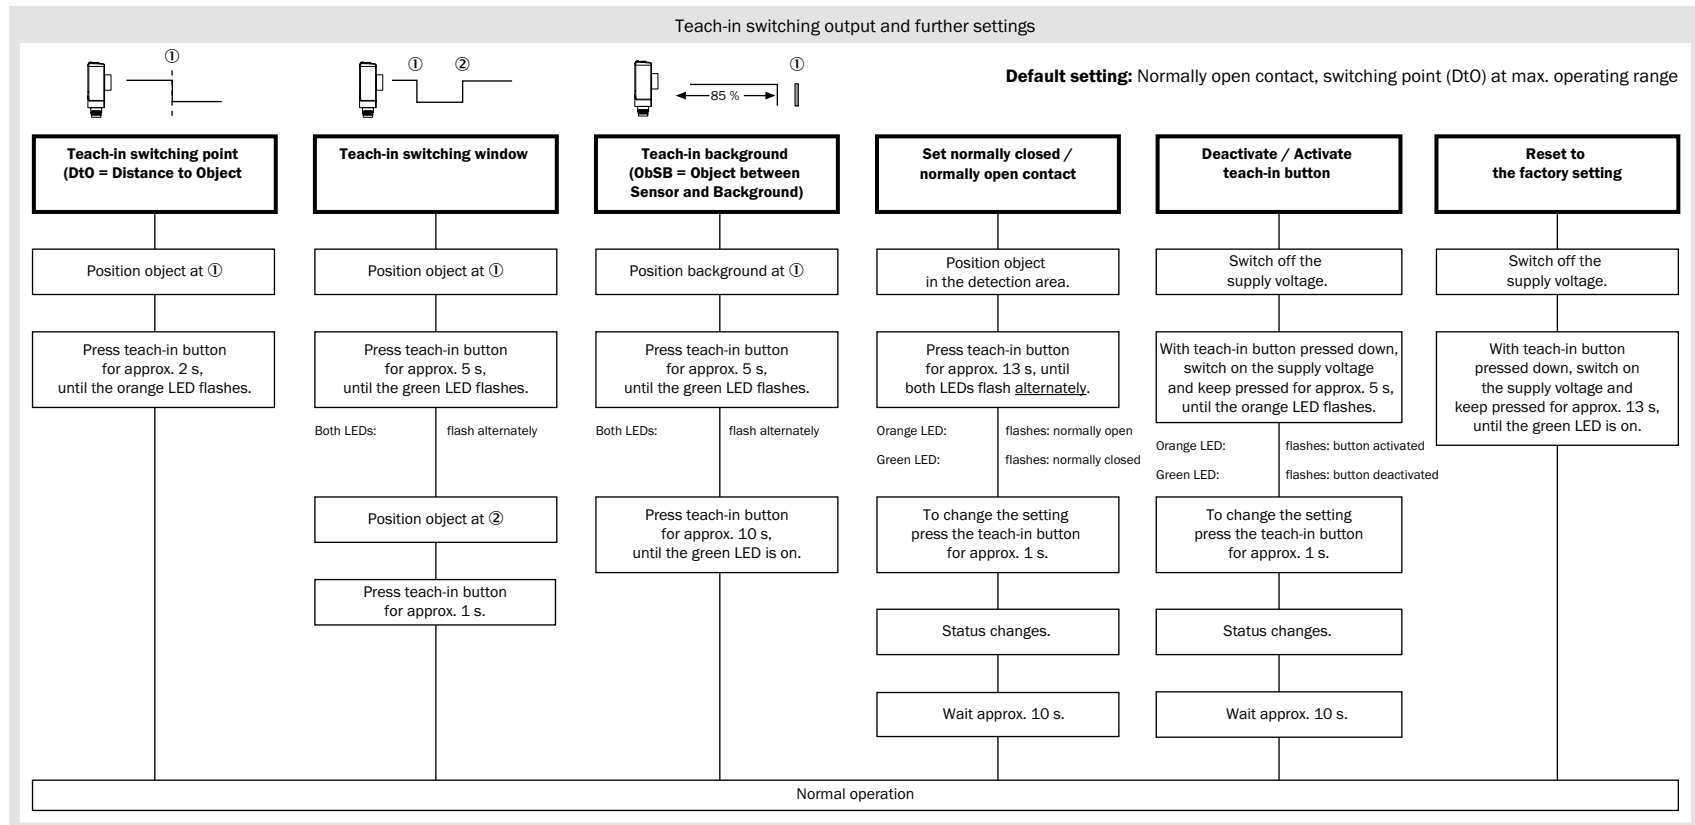 Teach-in switching output and further settings
①
① ②
①
85 %
Default setting: Normally open contact, switching point (DtO) at max. operating range
Teach-in switching point
(DtO = Distance to Object
Position object at ①
Press teach-in button
for approx. 2 s,
until the orange LED flashes.
Teach-in switching window
Position object at ①
Press teach-in button
for approx. 5 s,
until the green LED flashes.
Both LEDs: flash alternately
Position object at ②
Press teach-in button
for approx. 1 s.
Teach-in background
(ObSB = Object between
Sensor and Background)
Position background at ①
Press teach-in button
for approx. 5 s,
until the green LED flashes.
Both LEDs: flash alternately
Press teach-in button
for approx. 10 s,
until the green LED is on.
Set normally closed /
normally open contact
Position object
in the detection area.
Press teach-in button
for approx. 13 s, until
both LEDs flash alternately.
Orange LED: flashes: normally open
Green LED: flashes: normally closed
To change the setting
press the teach-in button
for approx. 1 s.
Status changes.
Wait approx. 10 s.
Deactivate / Activate
teach-in button
Switch off the
supply voltage.
With teach-in button pressed down,
switch on the supply voltage
and keep pressed for approx. 5 s,
until the orange LED flashes.
Orange LED: flashes: button activated
Green LED: flashes: button deactivated
To change the setting
press the teach-in button
for approx. 1 s.
Status changes.
Wait approx. 10 s.
Reset to
the factory setting
Switch off the
supply voltage.
With teach-in button
pressed down, switch on
the supply voltage and
keep pressed for approx. 13 s,
until the green LED is on.
Normal operation